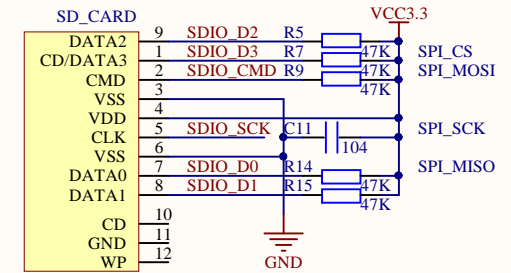 SD_CARD VCC3.3
DATA2 9 SDIO_D2 R5
CD/DATA3 1 SDIO_D3 R7 47K SPI_CS
CMD 2 SDIO_CMD R9 47K SPI_MOSI
VSS 3 47K
VDD 4
CLK 5 SDIO_SCK C11 104 SPI_SCK
VSS 6
DATA0 7 SDIO_D0 R14 SPI_MISO
DATA1 8 SDIO_D1 R15 47K
47K
CD 10
GND 11
WP 12
GND